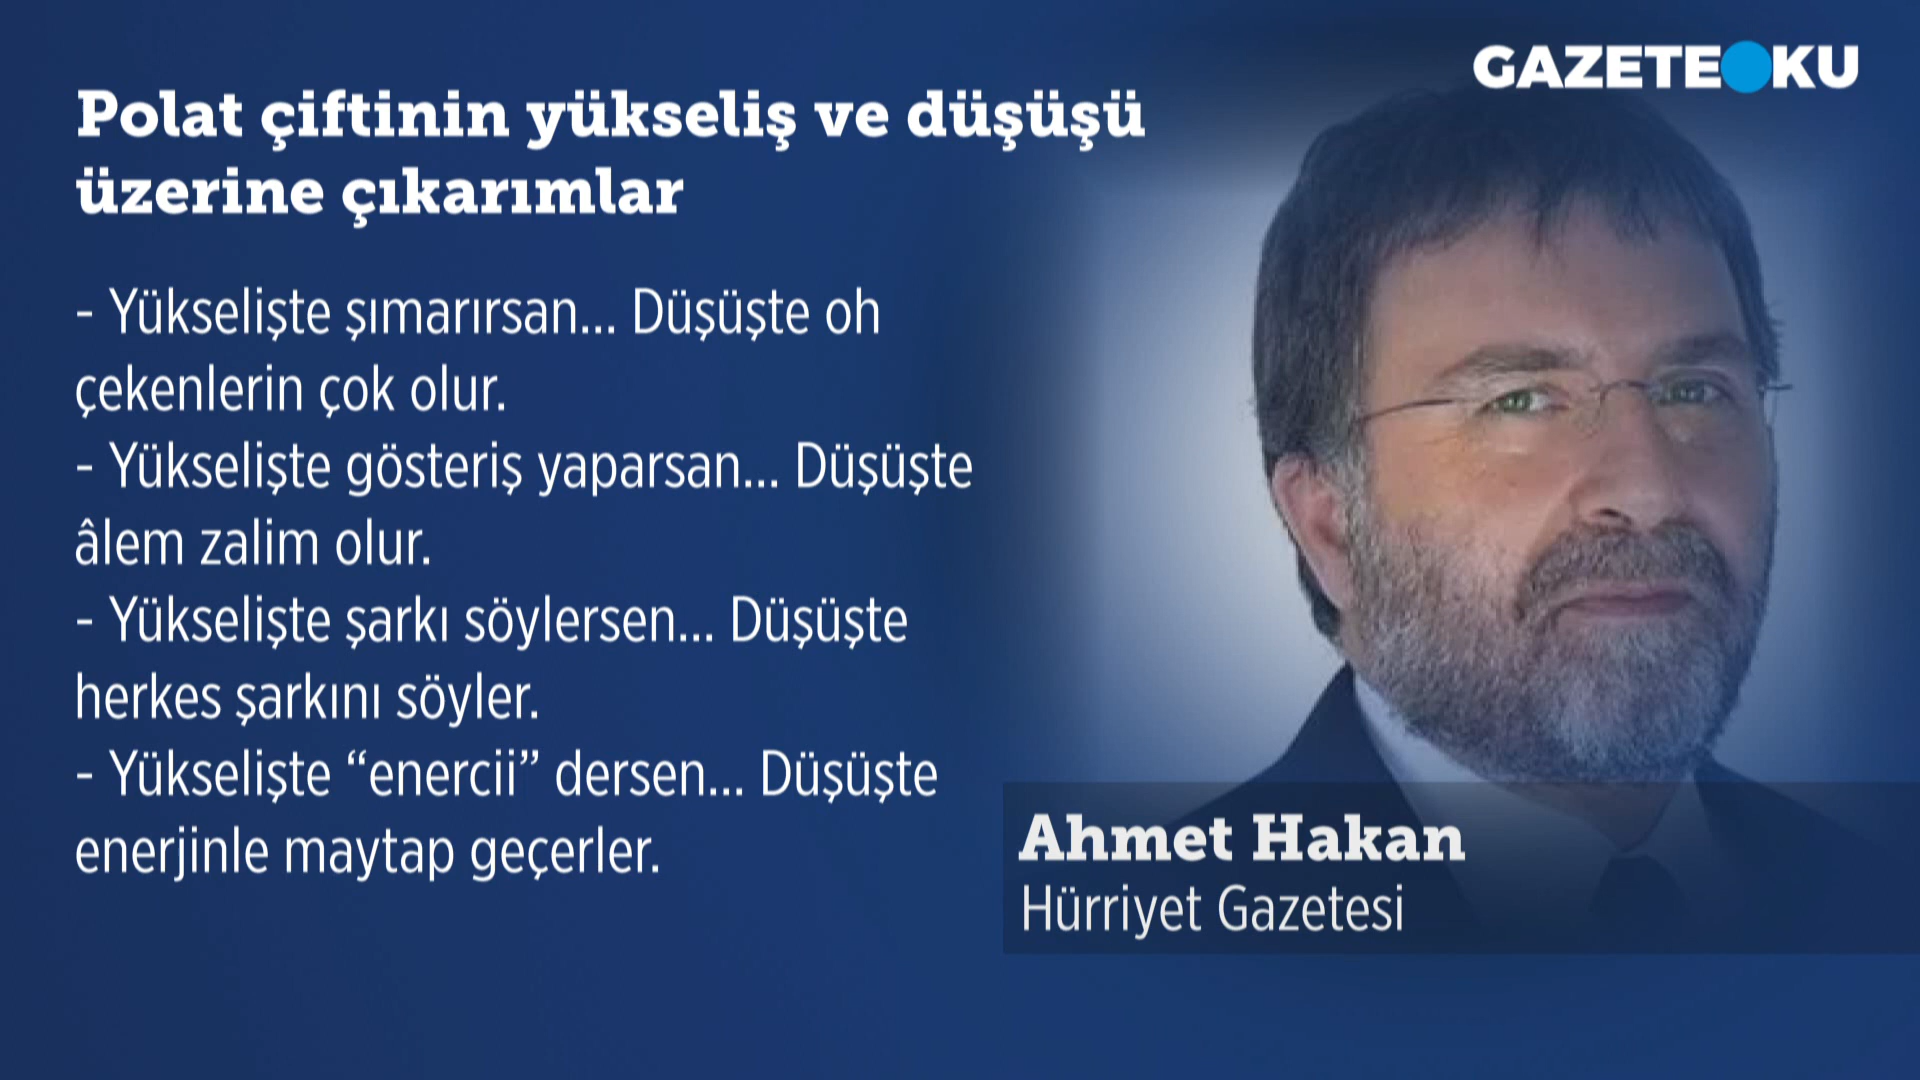 GAZETE OKU
Polat çiftinin yükseliş ve düşüşü
üzerine çıkarımlar
- Yükselişte şımarırsan... Düşüşte oh
çekenlerin çok olur.
- Yükselişte gösteriş yaparsan... Düşüşte
âlem zalim olur.
- Yükselişte şarkı söylersen... Düşüşte
herkes şarkını söyler.
- Yükselişte “enercii” dersen... Düşüşte
enerjinle maytap geçerler.
Ahmet Hakan
Hürriyet Gazetesi